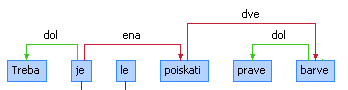 dve
dol ena dol
Treba je le poiskati prave barve